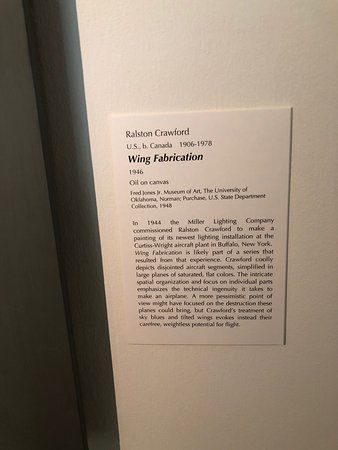 Ralston Crawford
U.S., b. Canada 1906-1978
Wing Fabrication
1946
Oil on canvas
Fred Jones Jr. Museum of Art, The University of
Oklahoma, Norman; Purchase, U.S. State Department
Collection, 1948
In 1944 the Miller Lighting Company
commissioned Ralston Crawford to make a
painting of its newest lighting installation at the
Curtiss-Wright aircraft plant in Buffalo, New York.
Wing Fabrication is likely part of a series that
resulted from that experience. Crawford coolly
depicts disjointed aircraft segments, simplified in
large planes of saturated, flat colors. The intricate
spatial organization and focus on individual parts
emphasizes the technical ingenuity it takes to
make an airplane. A more pessimistic point of
view might have focused on the destruction these
planes could bring, but Crawford's treatment of
sky blues and tilted wings evokes instead their
carefree, weightless potential for flight.